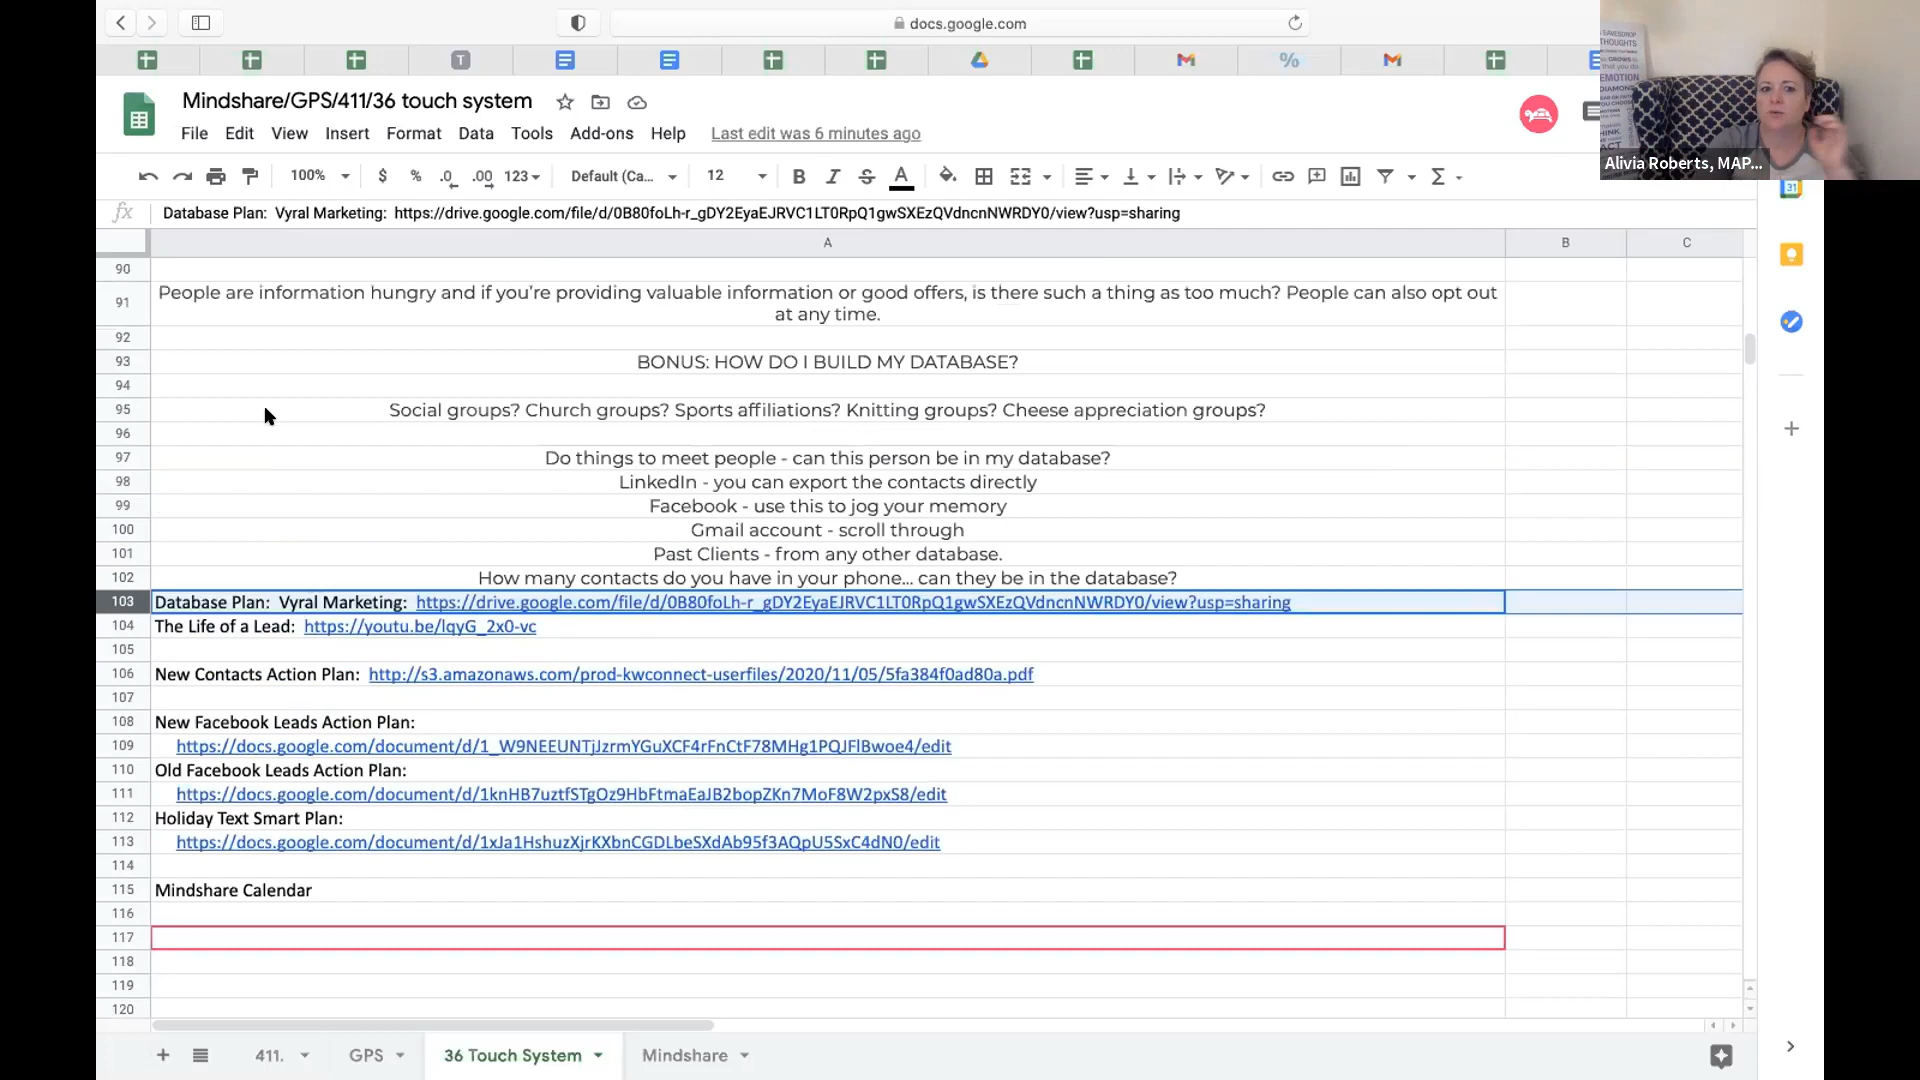 docs.google.com
Mindshare/GPS/411/36 touch system
File Edit View Insert Format Data Tools Add-ons Help Last edit was 6 minutes ago
100% $ % .0 .00 123 Default (Ca... 12
Database Plan: Vyral Marketing: https://drive.google.com/file/d/0B80foLh-r_gDY2EyaEJRVC1LT0RpQ1gwSXEzQVdncnNWRDY0/view?usp=sharing
A B C
90
91 People are information hungry and if you're providing valuable information or good offers, is there such a thing as too much? People can also opt out
at any time.
92
93 BONUS: HOW DO I BUILD MY DATABASE?
94
95 Social groups? Church groups? Sports affiliations? Knitting groups? Cheese appreciation groups?
96
97 Do things to meet people - can this person be in my database?
98 LinkedIn - you can export the contacts directly
99 Facebook - use this to jog your memory
100 Gmail account - scroll through
101 Past Clients - from any other database.
102 How many contacts do you have in your phone... can they be in the database?
103 Database Plan: Vyral Marketing: https://drive.google.com/file/d/0B80foLh-r_gDY2EyaEJRVC1LT0RpQ1gwSXEzQVdncnNWRDY0/view?usp=sharing
104 The Life of a Lead: https://youtu.be/lqyG_2x0-vc
105
106 New Contacts Action Plan: http://s3.amazonaws.com/prod-kwconnect-userfiles/2020/11/05/5fa384f0ad80a.pdf
107
108 New Facebook Leads Action Plan:
109 https://docs.google.com/document/d/1_W9NEEUNTjJzrmYGuXCF4rFnCtF78MHg1PQJFlBwoe4/edit
110 Old Facebook Leads Action Plan:
111 https://docs.google.com/document/d/1knHB7uztfSTgOz9HbFtmaEaJB2bopZKn7MoF8W2pxS8/edit
112 Holiday Text Smart Plan:
113 https://docs.google.com/document/d/1xJa1HshuzXjrKXbnCGDLbeSXdAb95f3AQpU5SxC4dN0/edit
114
115 Mindshare Calendar
116
117
118
119
120
411. GPS 36 Touch System Mindshare
THOUGHTS
EMOTION
THINK
ACT
Alivia Roberts, MAP...
31